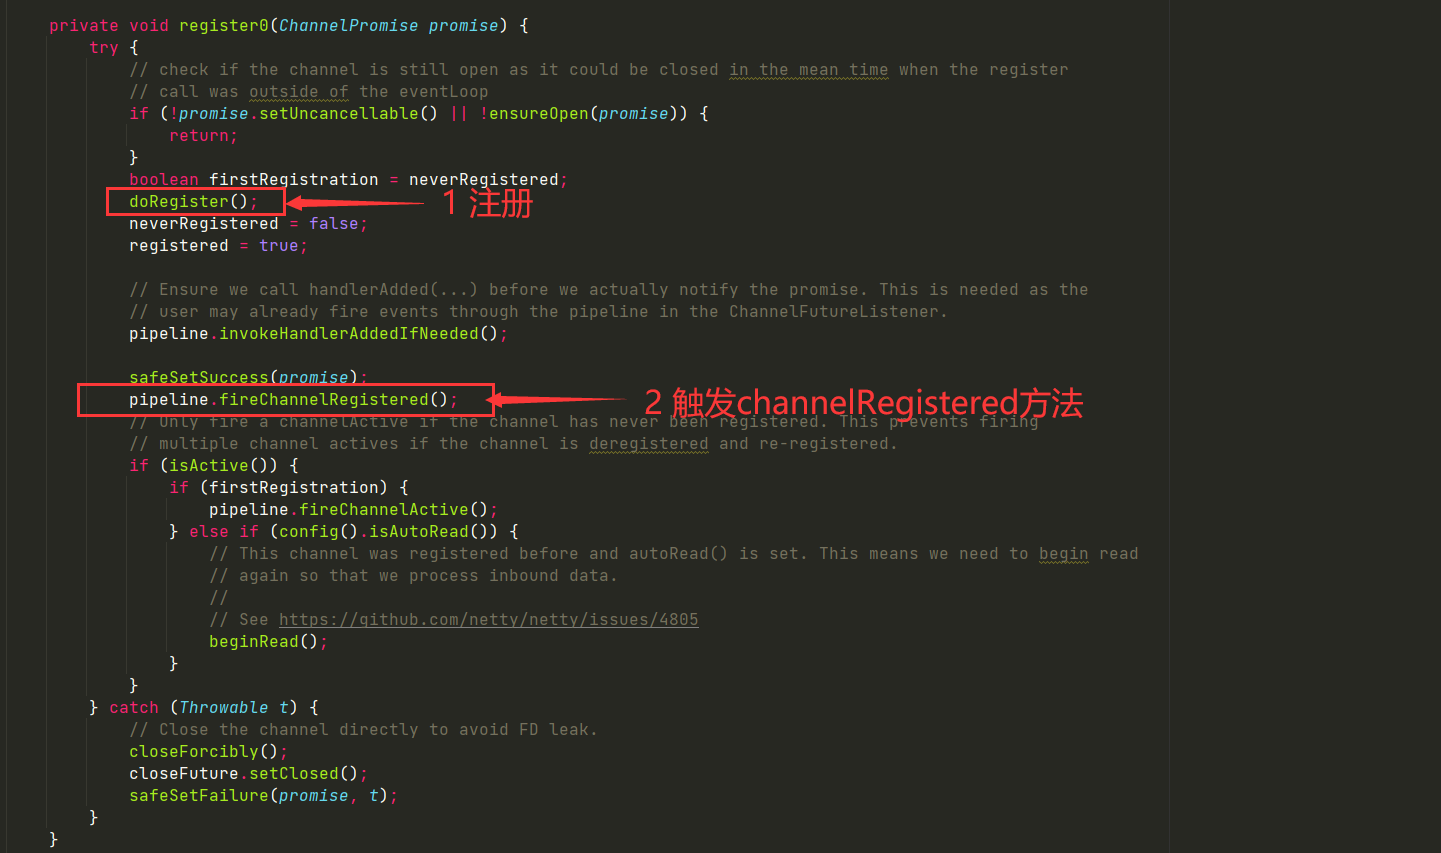 private void register0(ChannelPromise promise) {
try {
// check if the channel is still open as it could be closed in the mean time when the register
// call was outside of the eventLoop
if (!promise.setUncancellable() || !ensureOpen(promise)) {
return;
}
boolean firstRegistration = neverRegistered;
doRegister();
1 注册
neverRegistered = false;
registered = true;
// Ensure we call handlerAdded(...) before we actually notify the promise. This is needed as the
// user may already fire events through the pipeline in the ChannelFutureListener.
pipeline.invokeHandlerAddedIfNeeded();
safeSetSuccess(promise);
pipeline.fireChannelRegistered();
2 触发channelRegistered方法
// Only fire a channelActive if the channel has never been registered. This prevents firing
// multiple channel actives if the channel is deregistered and re-registered.
if (isActive()) {
if (firstRegistration) {
pipeline.fireChannelActive();
} else if (config().isAutoRead()) {
// This channel was registered before and autoRead() is set. This means we need to begin read
// again so that we process inbound data.
//
// See https://github.com/netty/netty/issues/4805
beginRead();
}
}
} catch (Throwable t) {
// Close the channel directly to avoid FD leak.
closeForcibly();
closeFuture.setClosed();
safeSetFailure(promise, t);
}
}